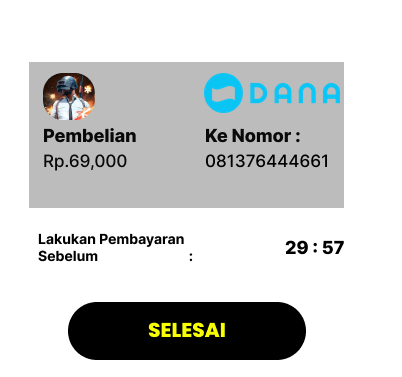 DANA
Pembelian
Rp.69,000
Ke Nomor :
081376444661
Lakukan Pembayaran
Sebelum :
29 : 57
SELESAI